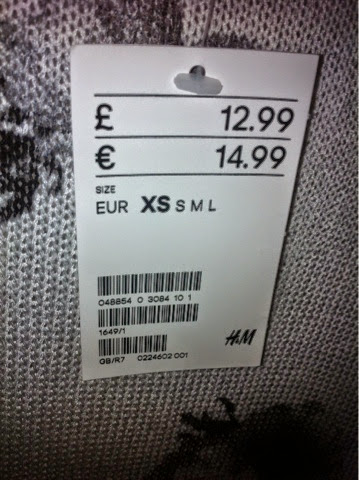 £ 12.99
€ 14.99
SIZE
EUR XS S M L
048854 0 3084 10 1
1649/1
GB/R7 0224602 001
H&M